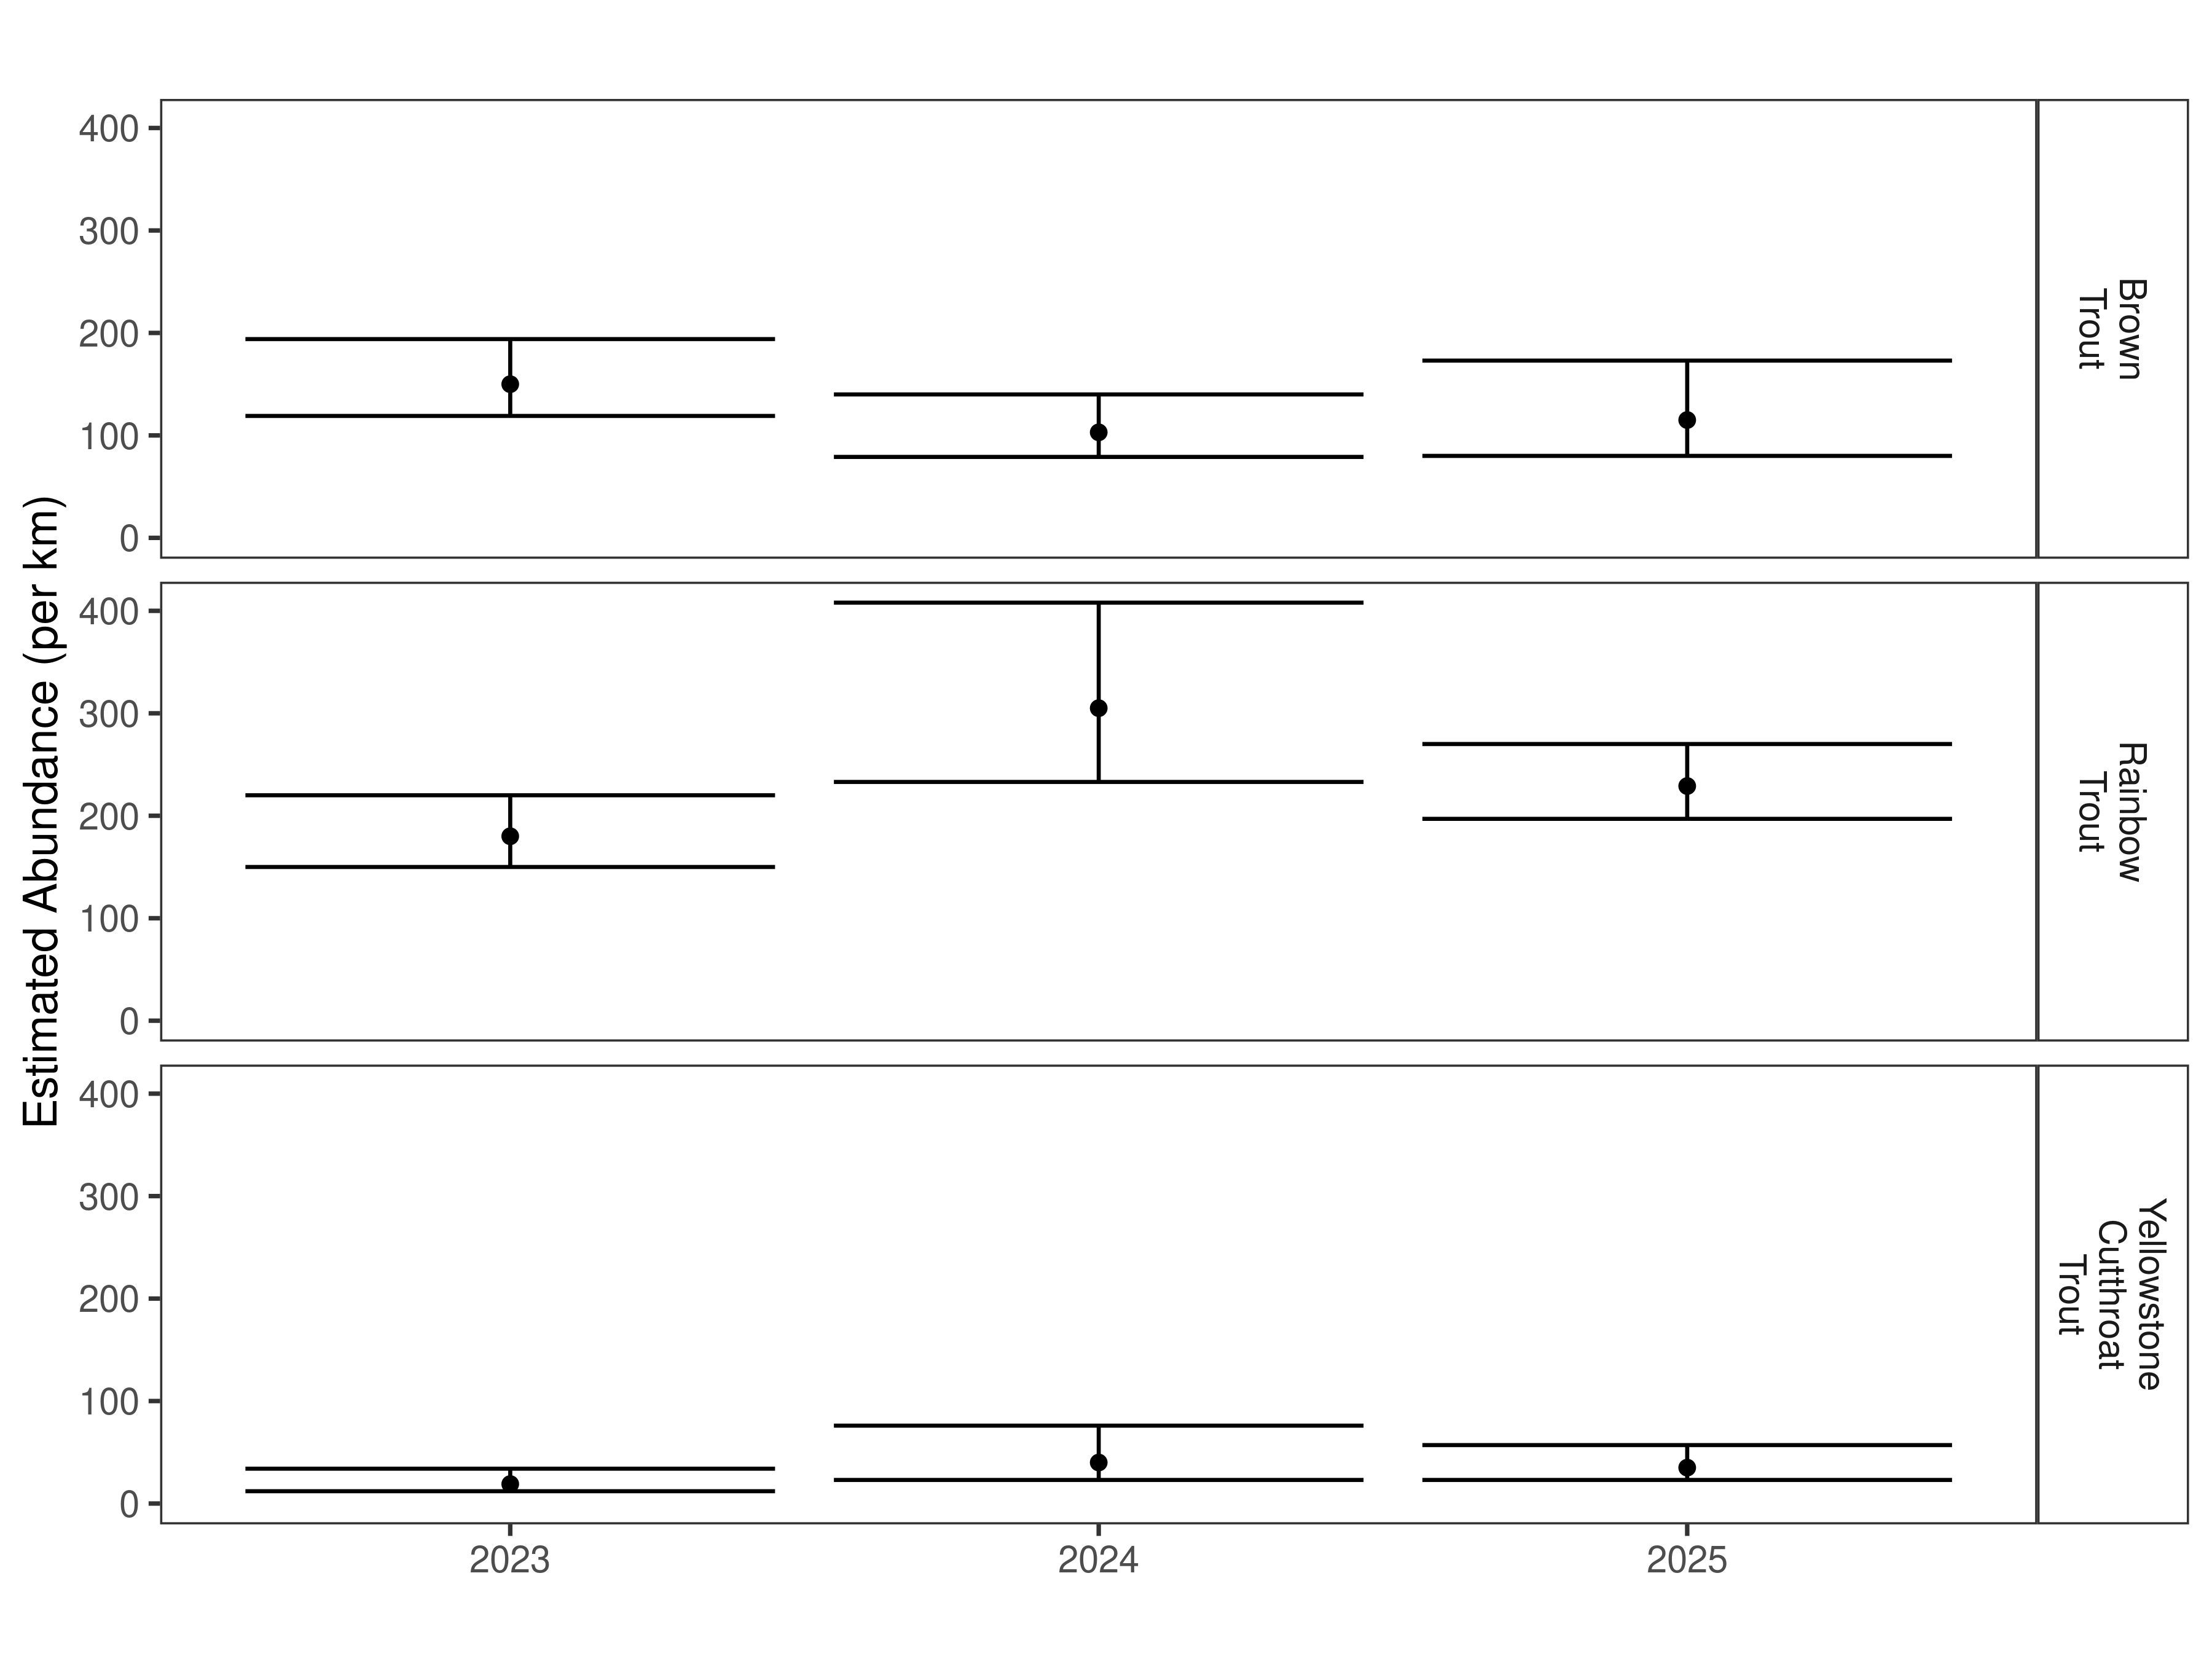 Estimated Abundance (per km)
400
300
200
100
0
Brown
Trout
400
300
200
100
0
Rainbow
Trout
400
300
200
100
0
Yellowstone
Cutthroat
Trout
2023
2024
2025